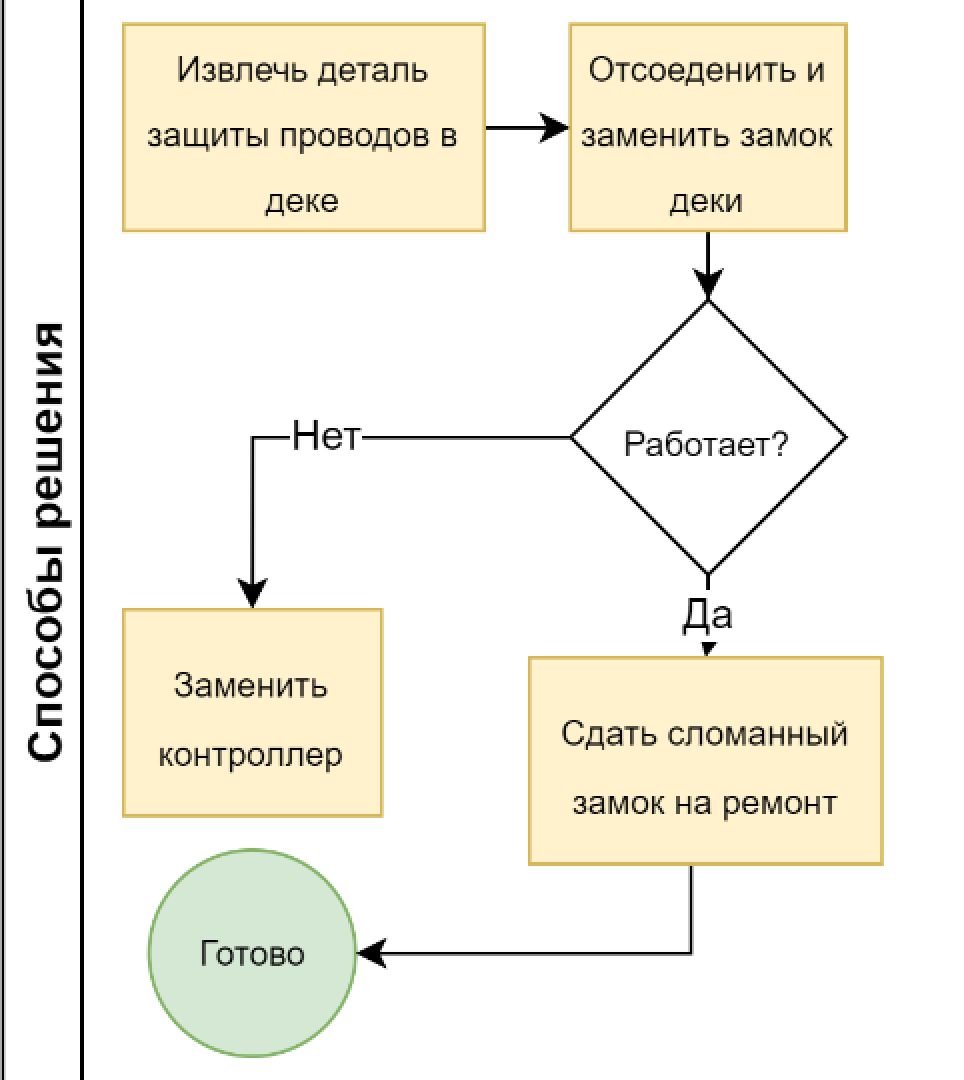 Способы решения
Извлечь деталь
защиты проводов в
деке
Отсоеденить и
заменить замок
деки
Работает?
Нет
Да
Заменить
контроллер
Сдать сломанный
замок на ремонт
Готово